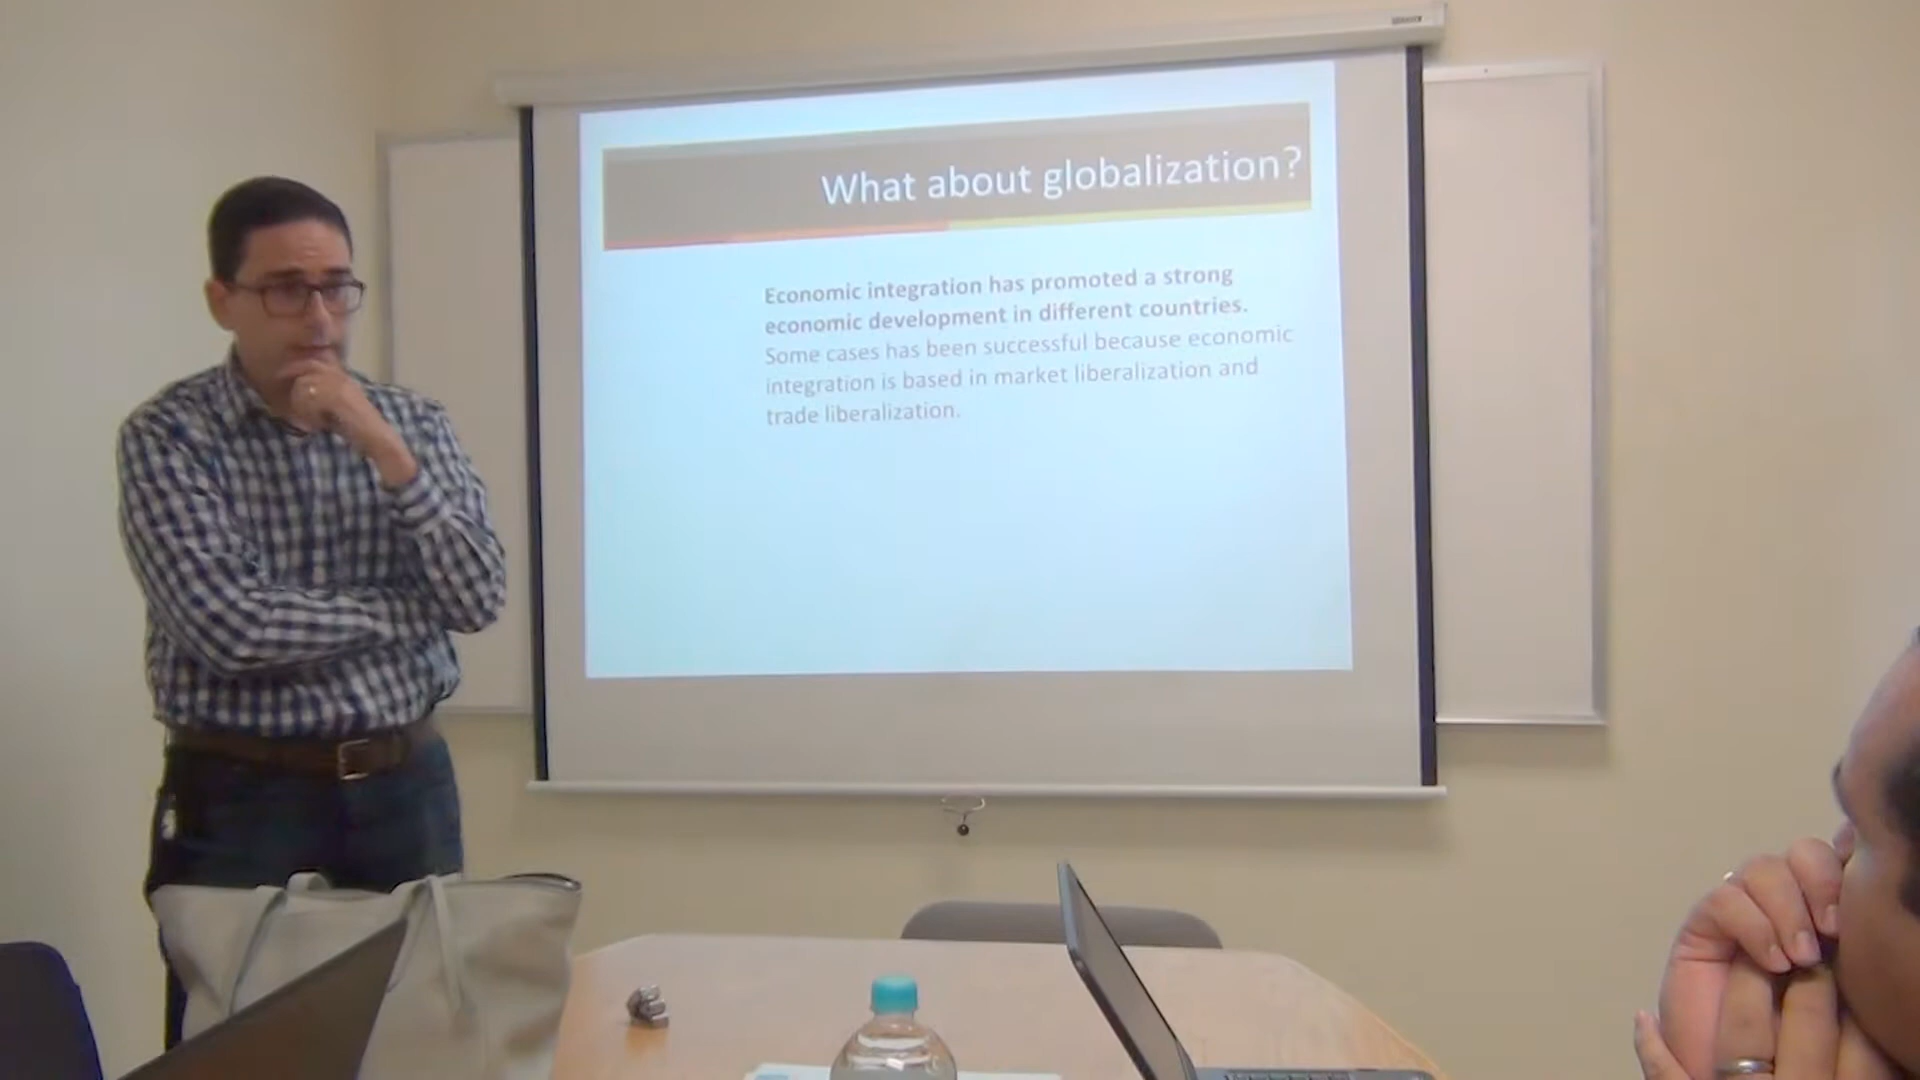 What about globalization?
Economic integration has promoted a strong
economic development in different countries.
Some cases has been successful because economic
integration is based in market liberalization and
trade liberalization.